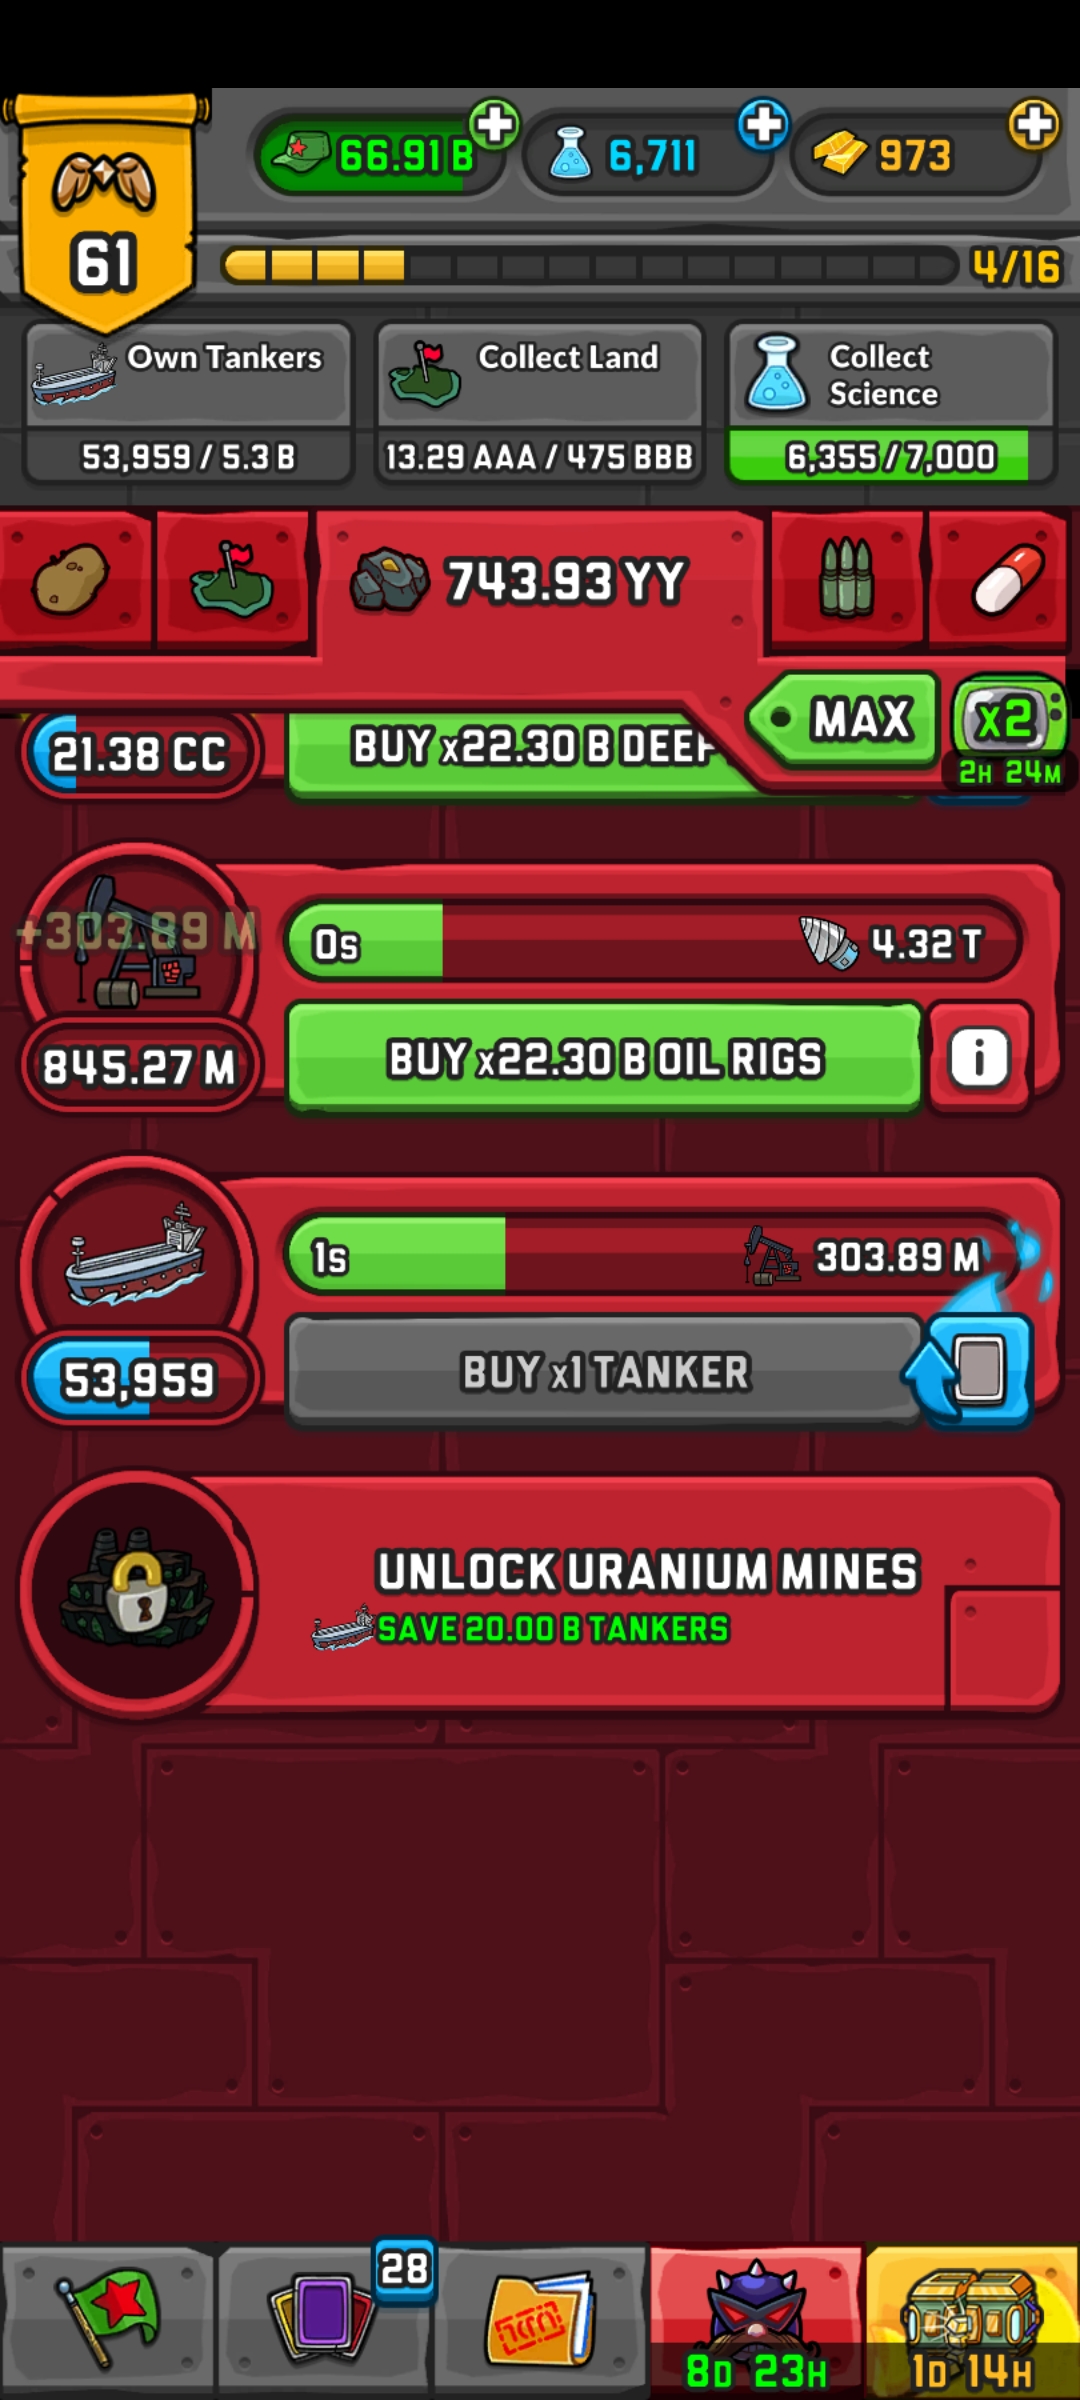 66.91 B
6,711
973
61
4/16
Own Tankers
53,959 / 5.3 B
Collect Land
13.29 AAA / 475 BBB
Collect
Science
6,355 / 7,000
743.93 YY
MAX
x2
2H 24M
21.38 CC
BUY x22.30 B DEEP
+303.89 M
0s
4.32 T
845.27 M
BUY x22.30 B OIL RIGS
i
1s
303.89 M
53,959
BUY x1 TANKER
UNLOCK URANIUM MINES
SAVE 20.00 B TANKERS
28
8D 23H
1D 14H